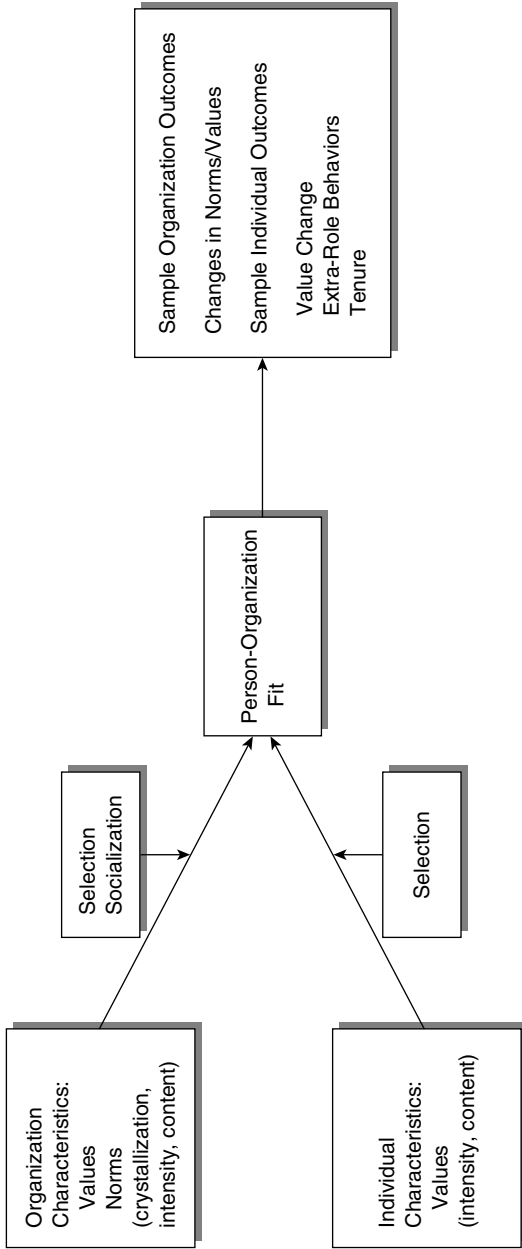 Organization
Characteristics:
Values
Norms
(crystallization,
intensity, content)
Selection
Socialization
Individual
Characteristics:
Values
(intensity, content)
Selection
Person-Organization
Fit
Sample Organization Outcomes
Changes in Norms/Values
Sample Individual Outcomes
Value Change
Extra-Role Behaviors
Tenure